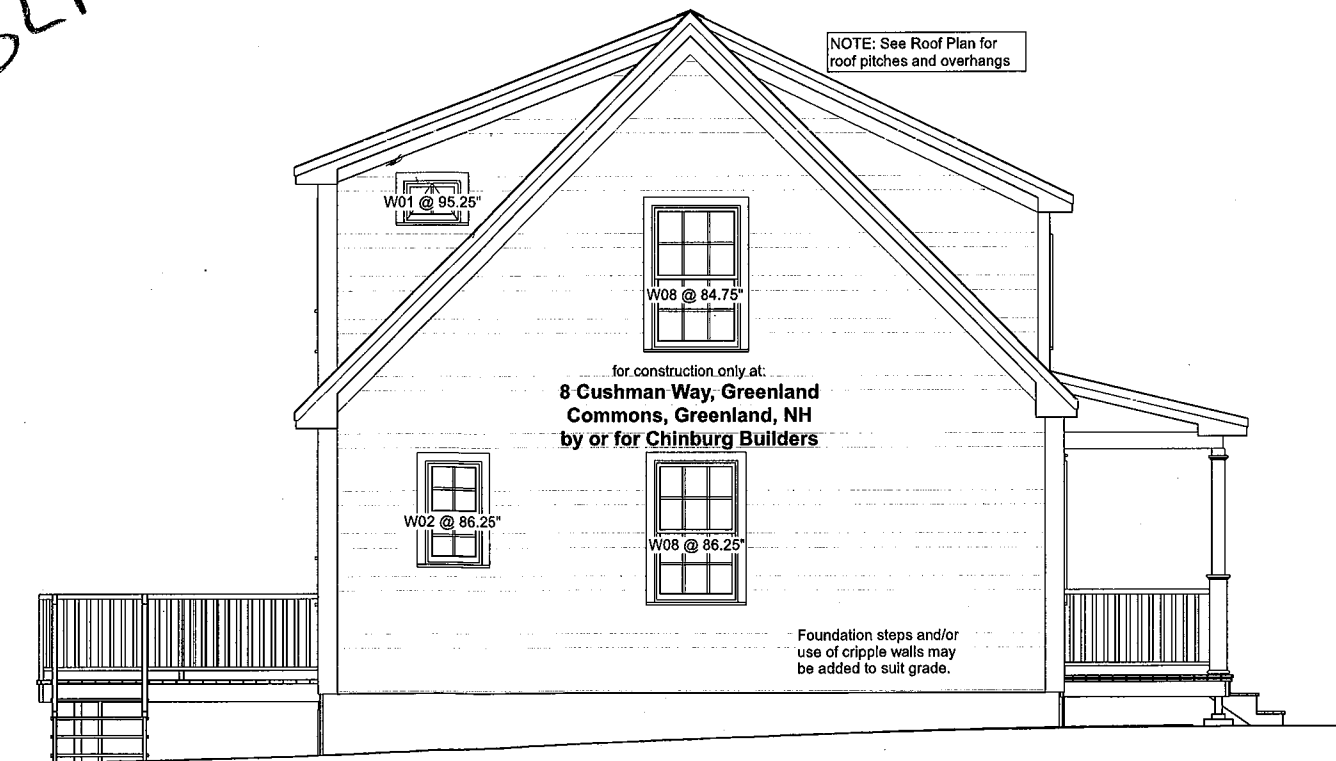 NOTE: See Roof Plan for
roof pitches and overhangs
W01 @ 95.25"
W08 @ 84.75"
for construction only at:
8 Cushman Way, Greenland
Commons, Greenland, NH
by or for Chinburg Builders
W02 @ 86.25"
W08 @ 86.25"
Foundation steps and/or
use of cripple walls may
be added to suit grade.